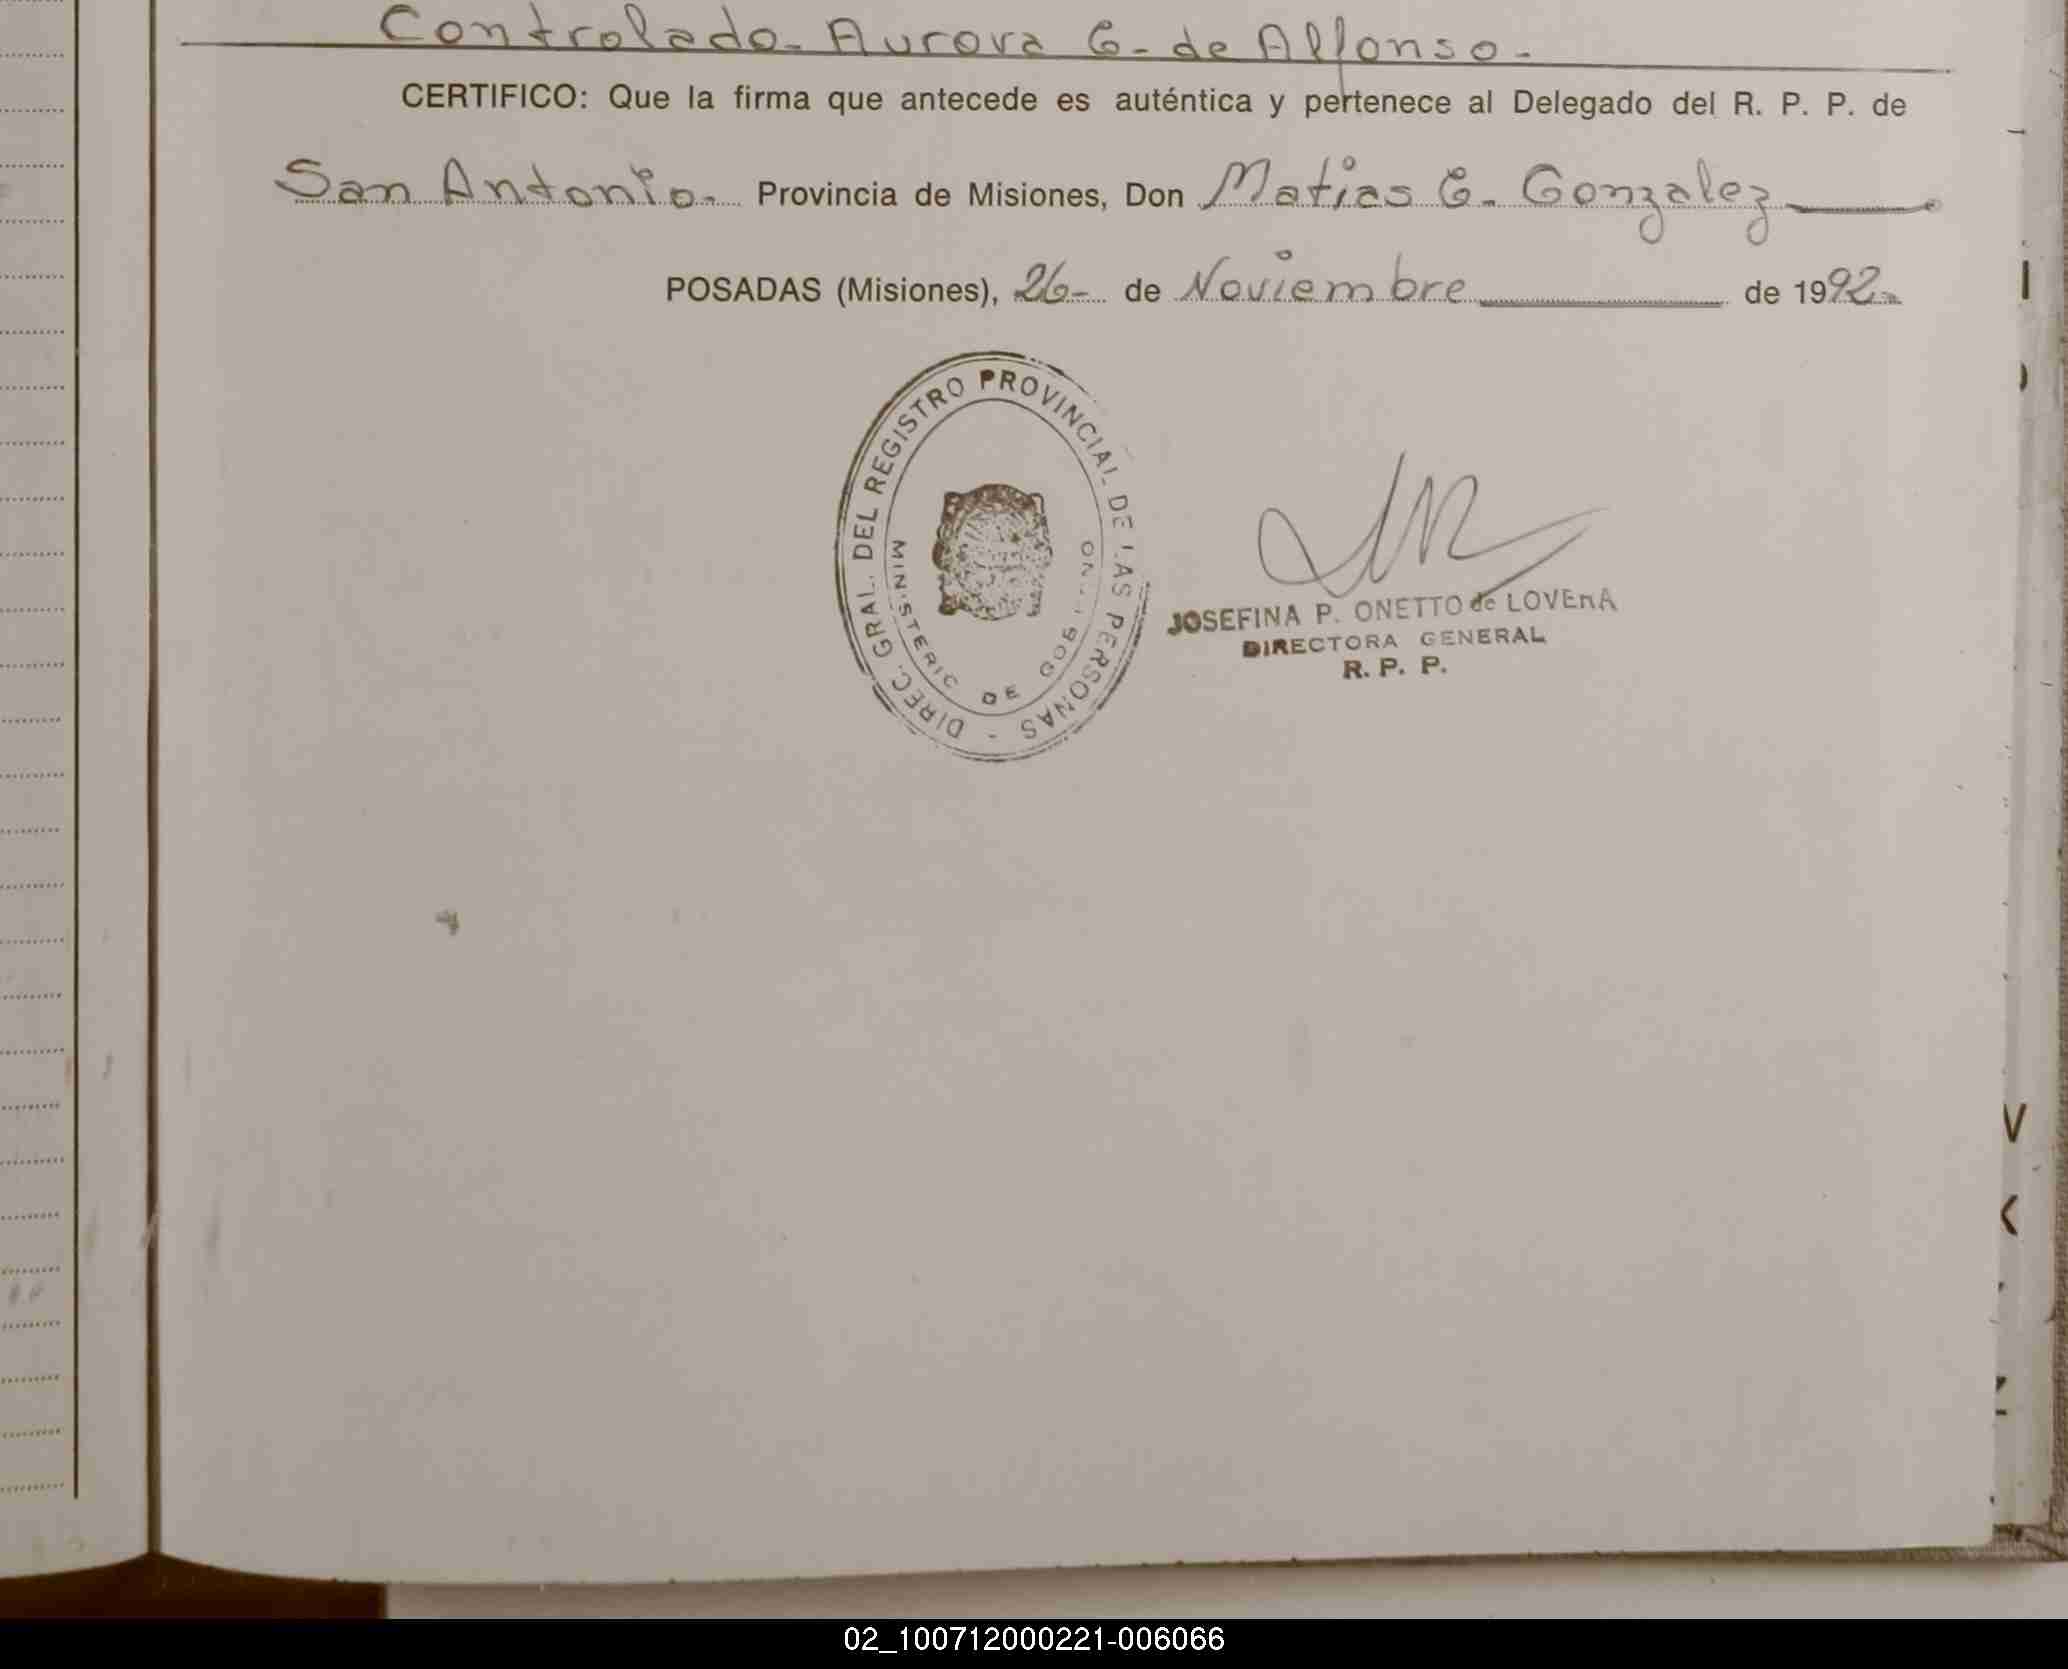 Controlado. Aurora G. de Alfonso.
CERTIFICO: Que la firma que antecede es auténtica y pertenece al Delegado del R. P. P. de
San Antonio. Provincia de Misiones, Don Matias G. Gonzalez
POSADAS (Misiones), 26- de Noviembre de 1992.
DIREC. GRAL. DEL REGISTRO PROVINCIAL DE LAS PERSONAS -
MINISTERIO DE GOBIERNO
JOSEFINA P. ONETTO de LOVERA
DIRECTORA GENERAL
R. P. P.
V
K
Z
02_100712000221-006066